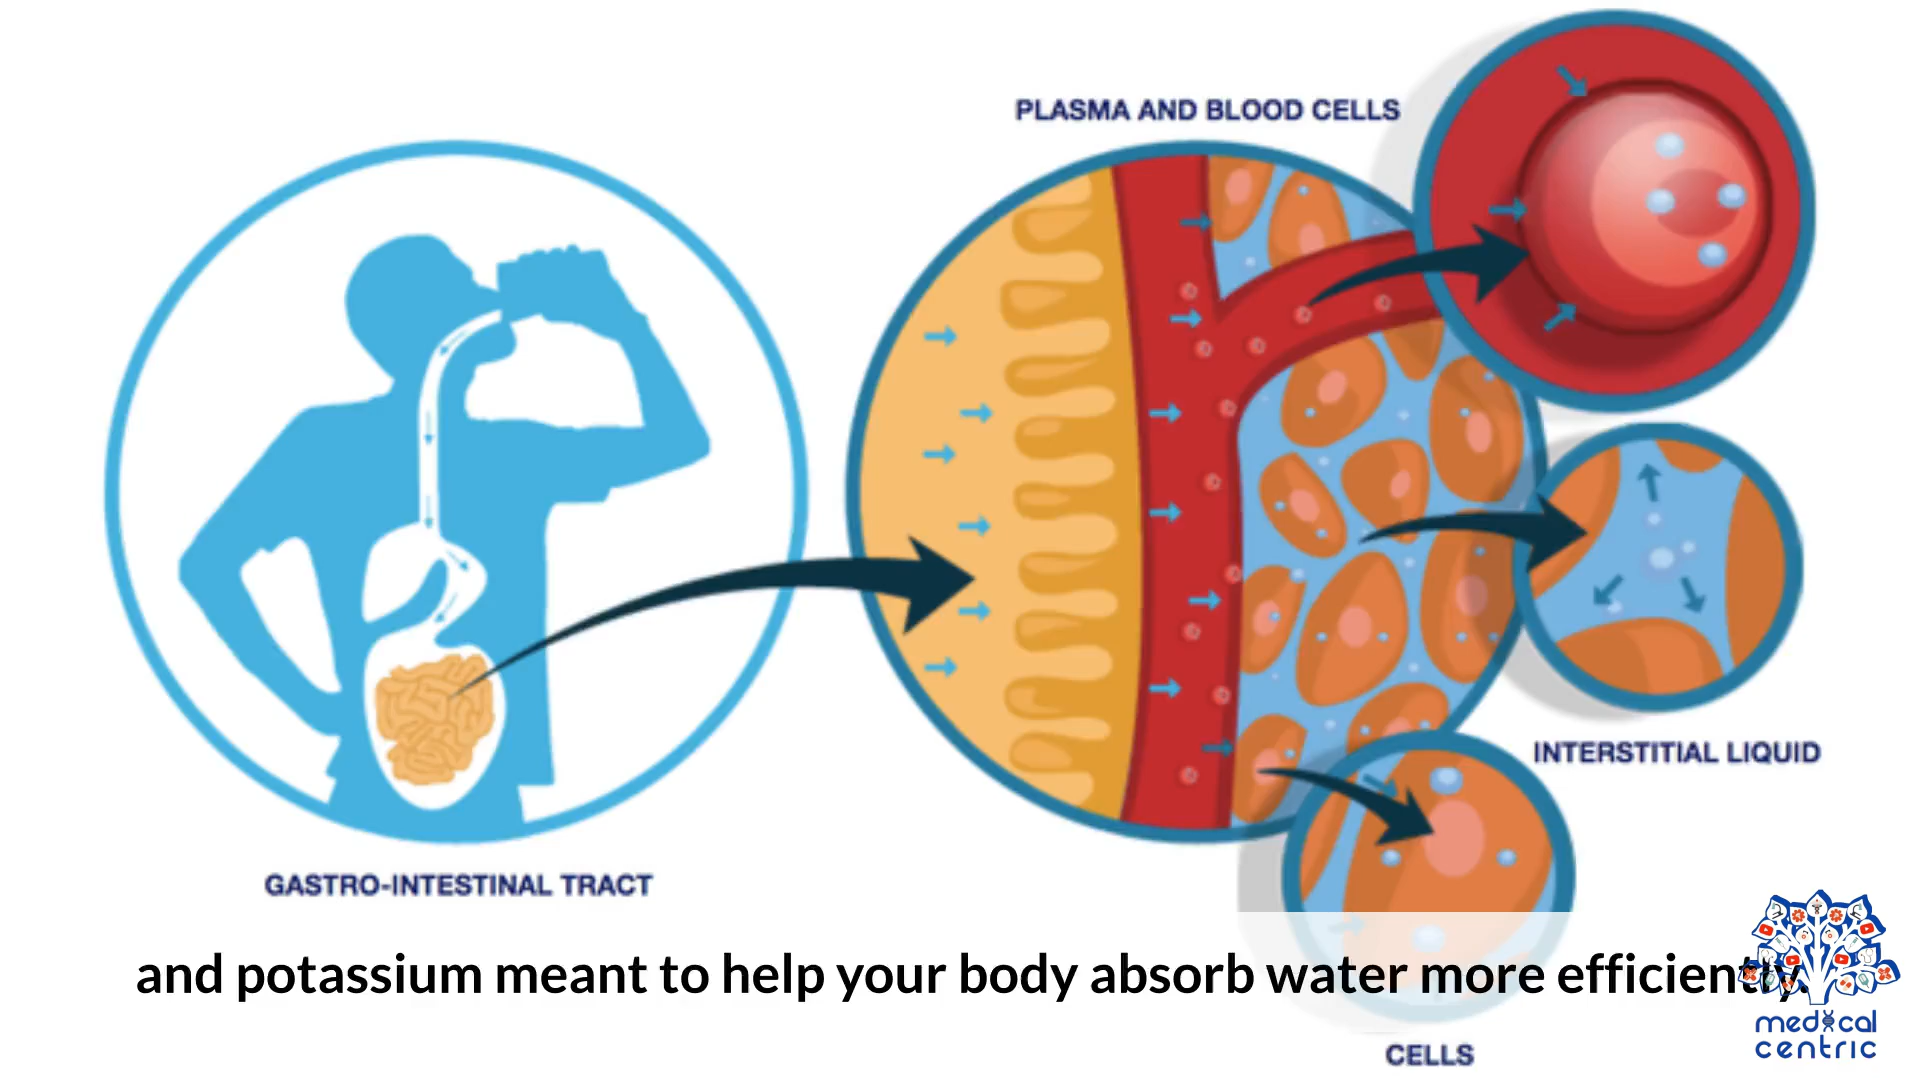 PLASMA AND BLOOD CELLS
INTERSTITIAL LIQUID
GASTRO-INTESTINAL TRACT
and potassium meant to help your body absorb water more efficiently.
medical
centric
CELLS